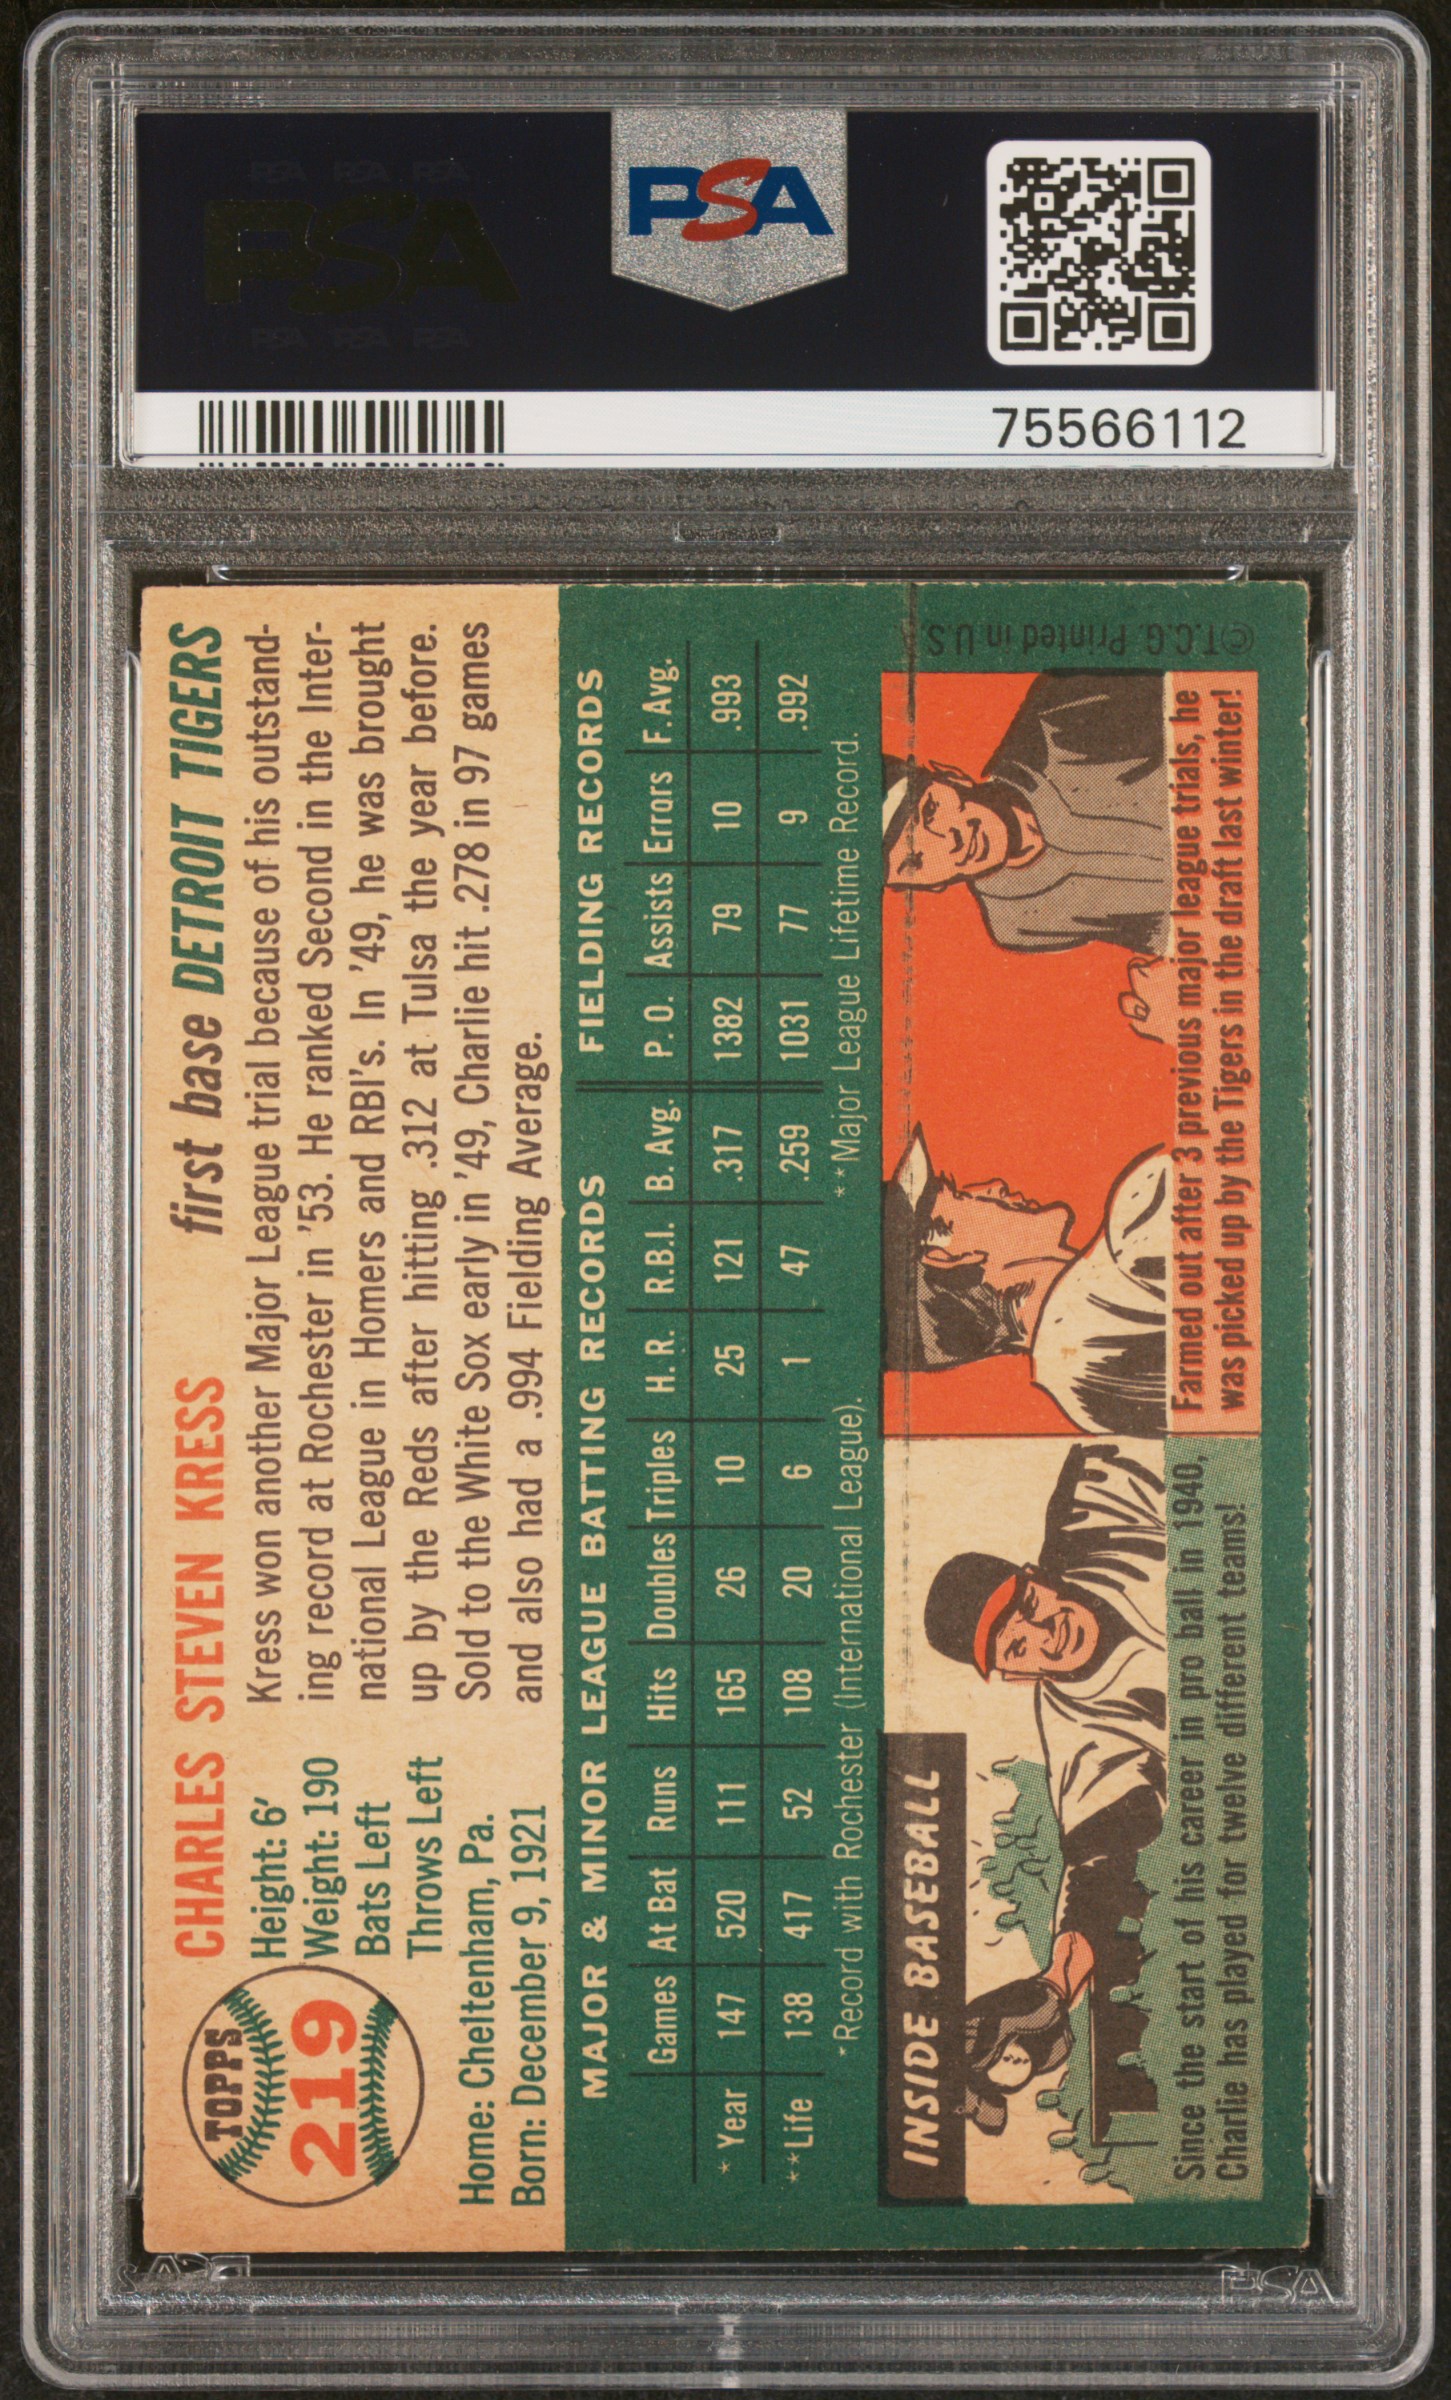 PSA PSA PSA
PSA
PSA PSA PSA
PSA
75566112
TOPPS
219
CHARLES STEVEN KRESS
first base DETROIT TIGERS
Height: 6'
Weight: 190
Bats Left
Throws Left
Home: Cheltenham, Pa.
Born: December 9, 1921
Kress won another Major League trial because of his outstand-
ing record at Rochester in '53. He ranked Second in the Inter-
national League in Homers and RBI's. In '49, he was brought
up by the Reds after hitting .312 at Tulsa the year before.
Sold to the White Sox early in '49, Charlie hit .278 in 97 games
and also had a .994 Fielding Average.
MAJOR & MINOR LEAGUE BATTING RECORDS FIELDING RECORDS
Games At Bat Runs Hits Doubles Triples H. R. R.B.I. B. Avg. P. O. Assists Errors F. Avg.
* Year 147 520 111 165 26 10 25 121 .317 1382 79 10 .993
**Life 138 417 52 108 20 6 1 47 .259 1031 77 9 .992
*Record with Rochester (International League). **Major League Lifetime Record.
INSIDE BASEBALL
Since the start of his career in pro ball in 1940,
Charlie has played for twelve different teams!
Farmed out after 3 previous major league trials, he
was picked up by the Tigers in the draft last winter!
©T.C.G. Printed in U.S.
PSA
PSA